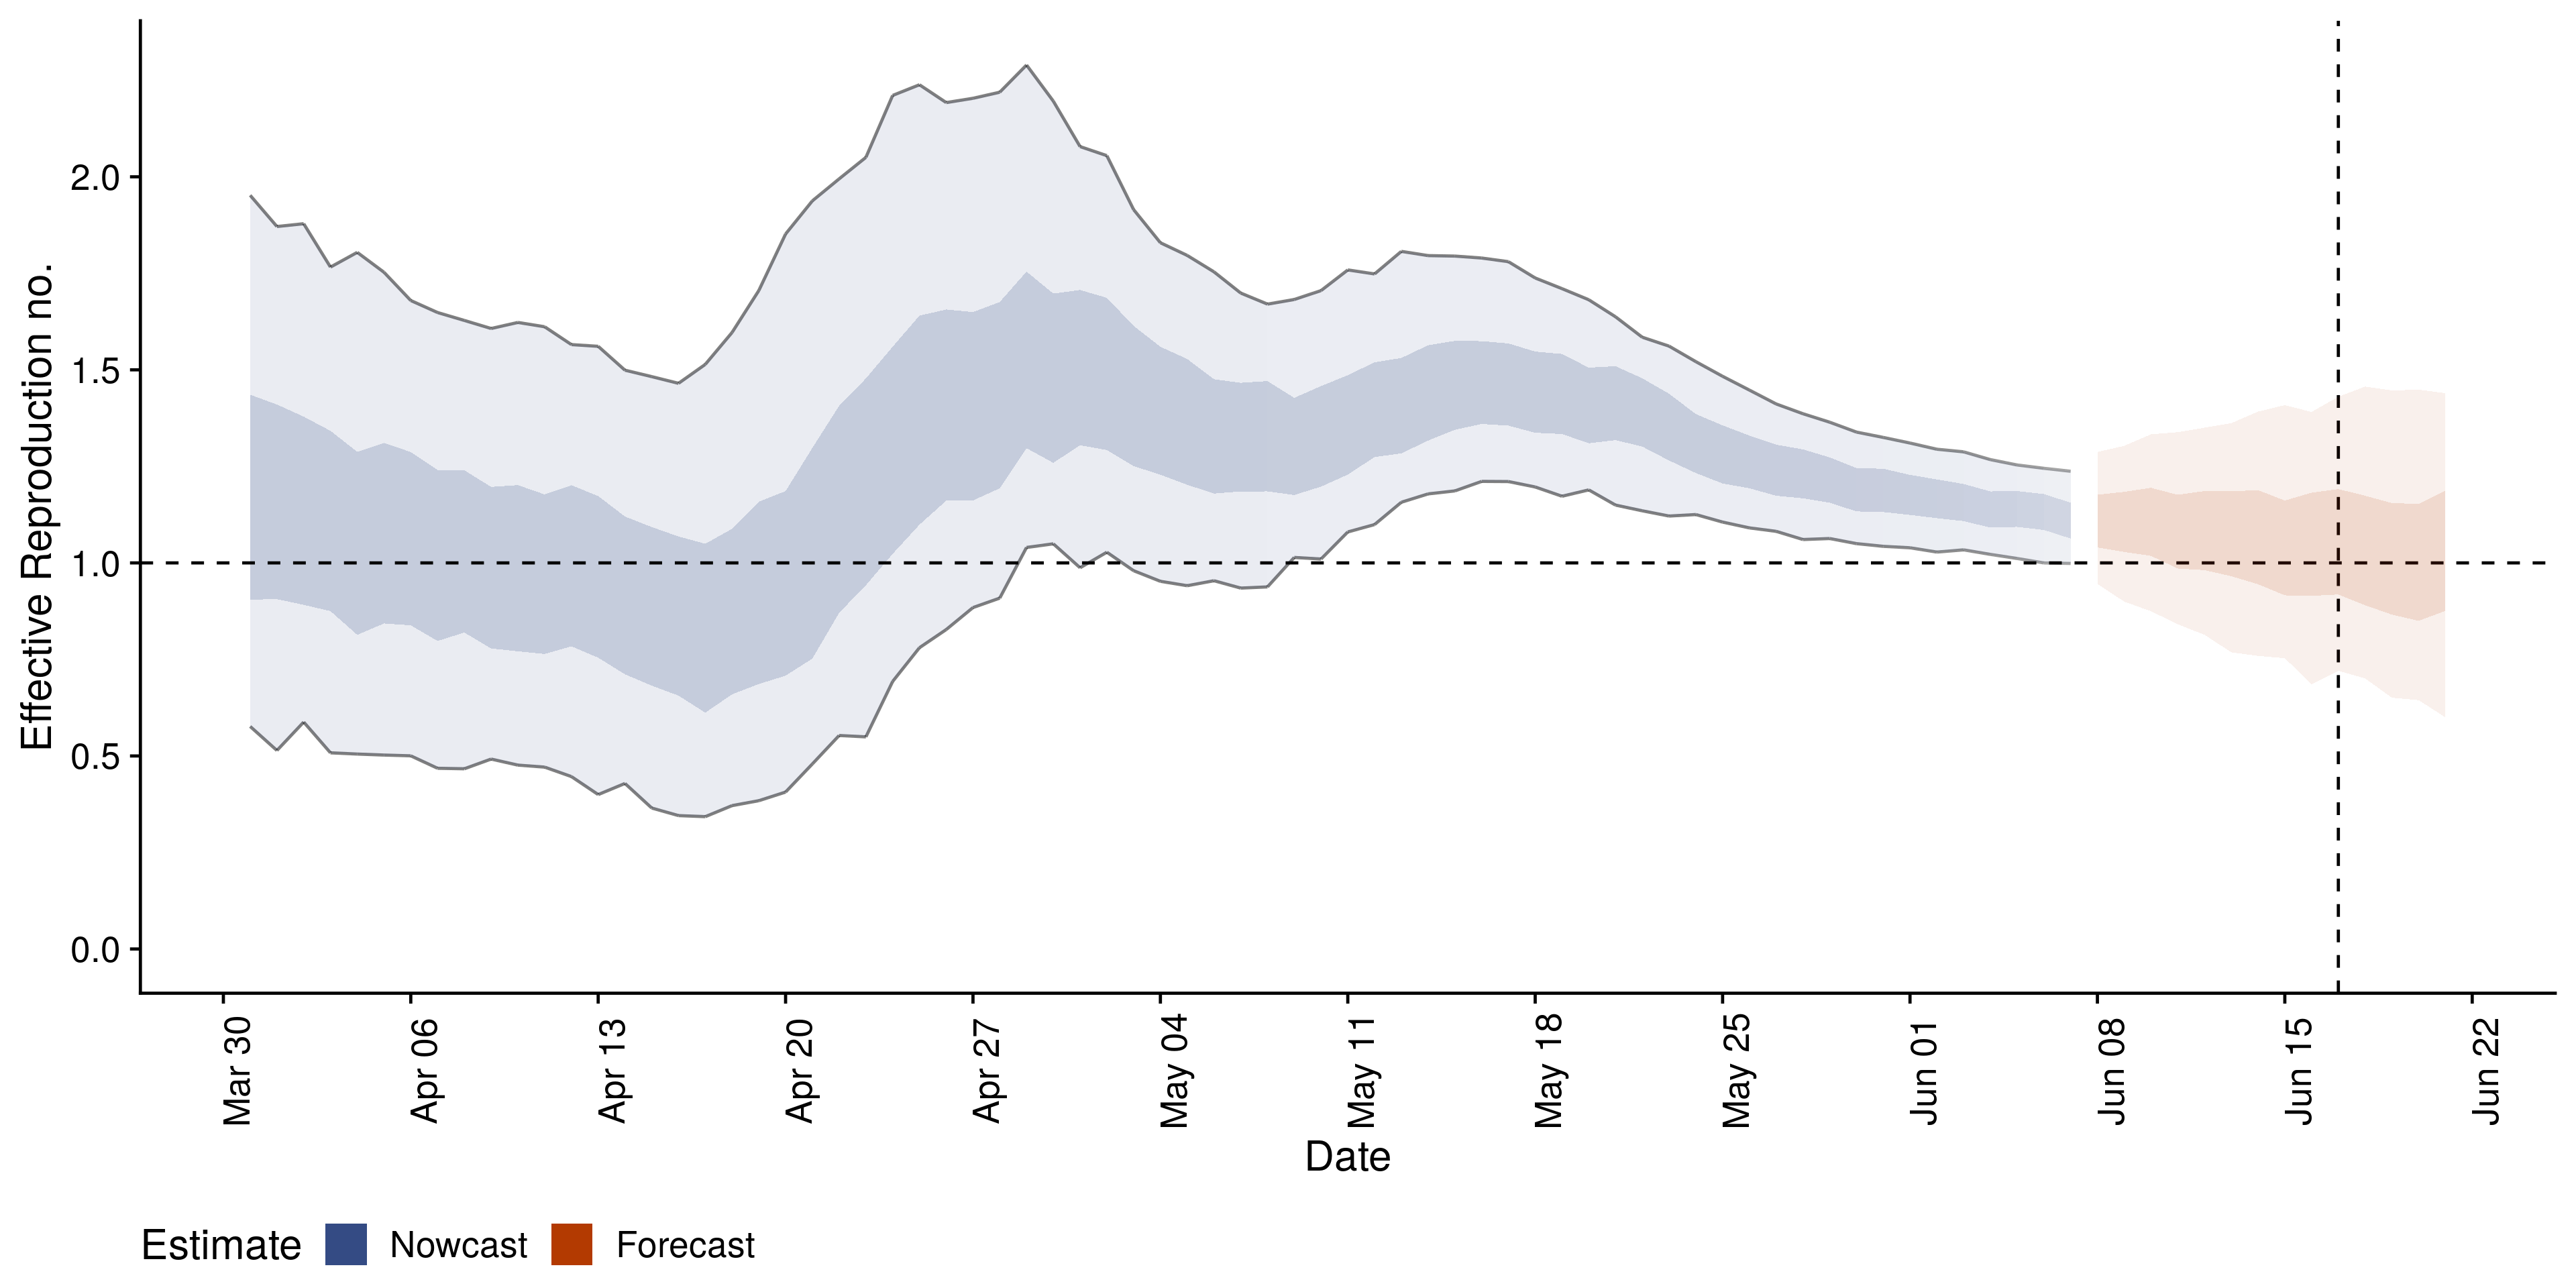 Effective Reproduction no.
2.0
1.5
1.0
0.5
0.0
Mar 30
Apr 06
Apr 13
Apr 20
Apr 27
May 04
May 11
May 18
May 25
Jun 01
Jun 08
Jun 15
Jun 22
Date
Estimate Nowcast Forecast